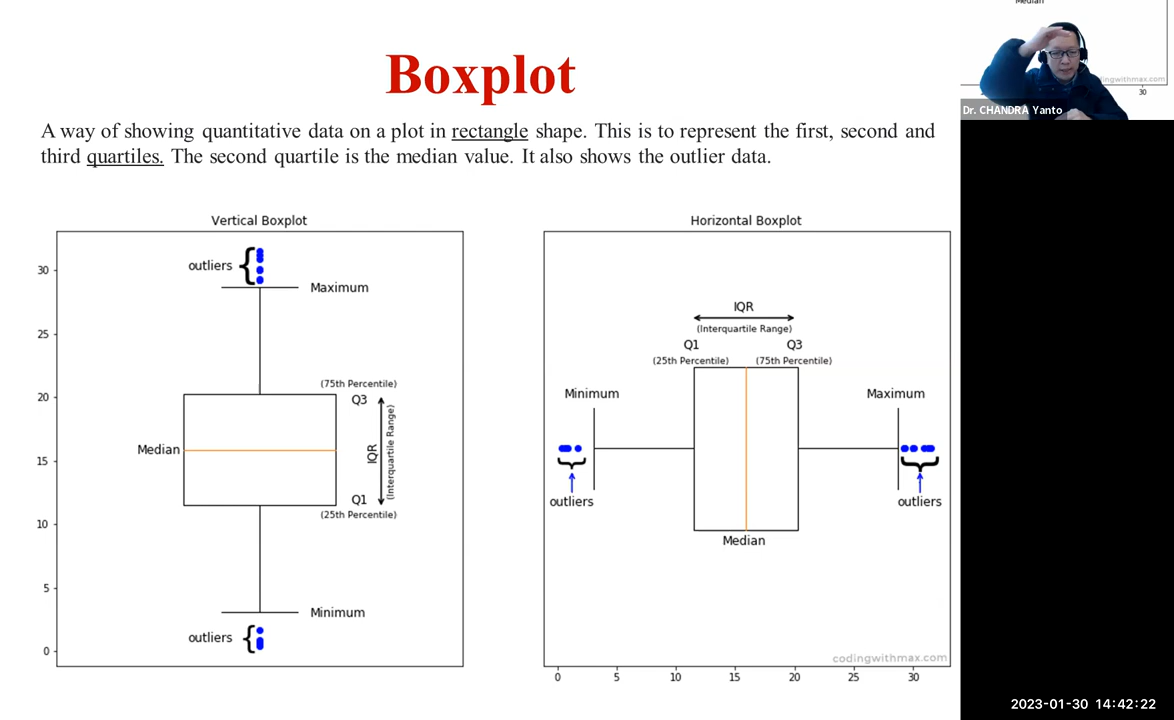 Boxplot
A way of showing quantitative data on a plot in rectangle shape. This is to represent the first, second and
third quartiles. The second quartile is the median value. It also shows the outlier data.
Vertical Boxplot
30
25
20
15
10
5
0
outliers
Maximum
(75th Percentile)
Q3
Median
IQR
(Interquartile Range)
Q1
(25th Percentile)
Minimum
outliers
Horizontal Boxplot
IQR
(Interquartile Range)
Q1
Q3
(25th Percentile)
(75th Percentile)
Minimum
Maximum
outliers
outliers
Median
codingwithmax.com
0
5
10
15
20
25
30
Median
ingwithmax.com
30
Dr. CHANDRA Yanto
2023-01-30 14:42:22